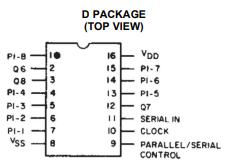 D PACKAGE
(TOP VIEW)
PI-8 1 16 VDD
Q6 2 15 PI-7
Q8 3 14 PI-6
PI-4 4 13 PI-5
PI-3 5 12 Q7
PI-2 6 11 SERIAL IN
PI-1 7 10 CLOCK
VSS 8 9 PARALLEL/SERIAL
CONTROL